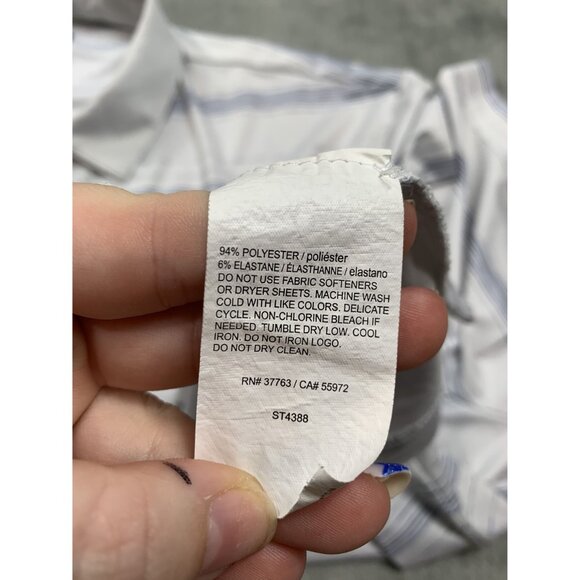 94% POLYESTER / poliéster
6% ELASTANE / ÉLASTHANNE / elastano
DO NOT USE FABRIC SOFTENERS
OR DRYER SHEETS. MACHINE WASH
COLD WITH LIKE COLORS. DELICATE
CYCLE. NON-CHLORINE BLEACH IF
NEEDED. TUMBLE DRY LOW. COOL
IRON. DO NOT IRON LOGO.
DO NOT DRY CLEAN.
RN# 37763 / CA# 55972
ST4388